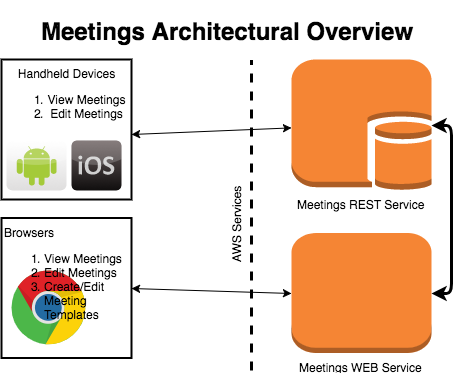 Meetings Architectural Overview
Handheld Devices
1. View Meetings
2. Edit Meetings
iOS
Browsers
1. View Meetings
2. Edit Meetings
3. Create/Edit
Meeting
Templates
AWS Services
Meetings REST Service
Meetings WEB Service